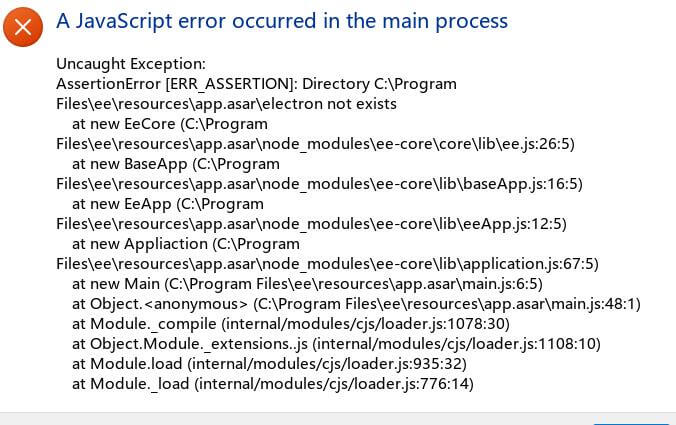 A JavaScript error occurred in the main process
Uncaught Exception:
AssertionError [ERR_ASSERTION]: Directory C:\Program
Files\ee\resources\app.asar\electron not exists
at new EeCore (C:\Program
Files\ee\resources\app.asar\node_modules\ee-core\core\lib\ee.js:26:5)
at new BaseApp (C:\Program
Files\ee\resources\app.asar\node_modules\ee-core\lib\baseApp.js:16:5)
at new EeApp (C:\Program
Files\ee\resources\app.asar\node_modules\ee-core\lib\eeApp.js:12:5)
at new Appliaction (C:\Program
Files\ee\resources\app.asar\node_modules\ee-core\lib\application.js:67:5)
at new Main (C:\Program Files\ee\resources\app.asar\main.js:6:5)
at Object.<anonymous> (C:\Program Files\ee\resources\app.asar\main.js:48:1)
at Module._compile (internal/modules/cjs/loader.js:1078:30)
at Object.Module._extensions..js (internal/modules/cjs/loader.js:1108:10)
at Module.load (internal/modules/cjs/loader.js:935:32)
at Module._load (internal/modules/cjs/loader.js:776:14)